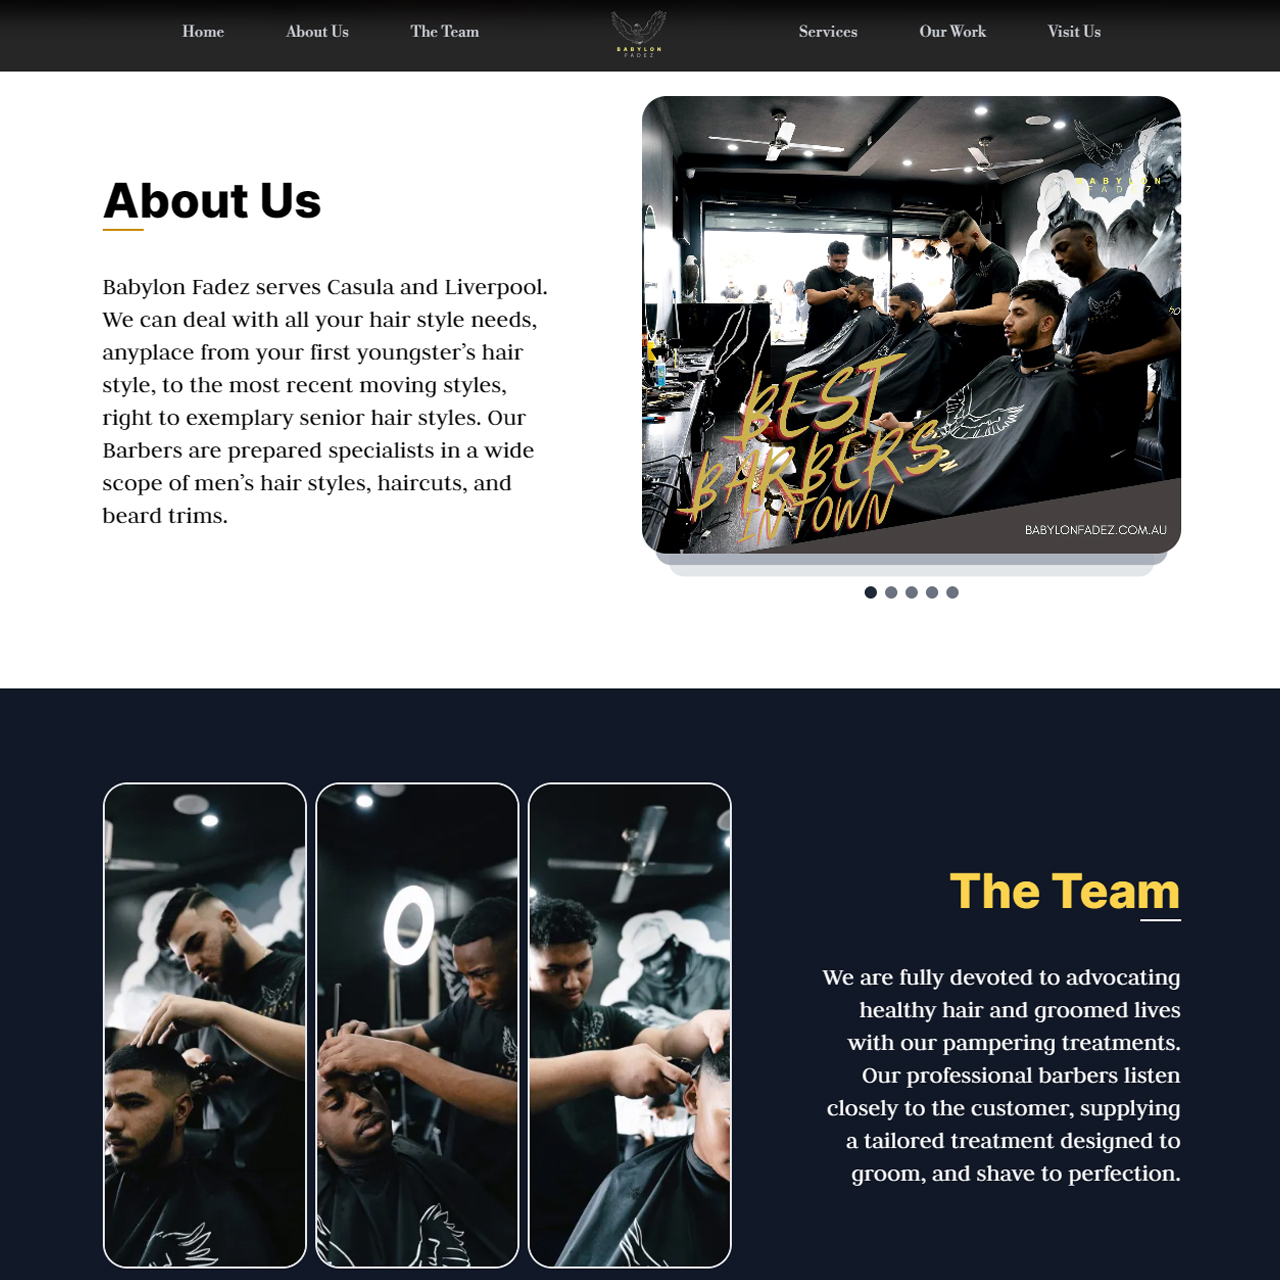 Home About Us The Team BABYLON FADEZ Services Our Work Visit Us
About Us
Babylon Fadez serves Casula and Liverpool.
We can deal with all your hair style needs,
anyplace from your first youngster’s hair
style, to the most recent moving styles,
right to exemplary senior hair styles. Our
Barbers are prepared specialists in a wide
scope of men’s hair styles, haircuts, and
beard trims.
BABYLON
FADEZ
BEST
BARBERS
IN TOWN
BABYLONFADEZ.COM.AU
The Team
We are fully devoted to advocating
healthy hair and groomed lives
with our pampering treatments.
Our professional barbers listen
closely to the customer, supplying
a tailored treatment designed to
groom, and shave to perfection.